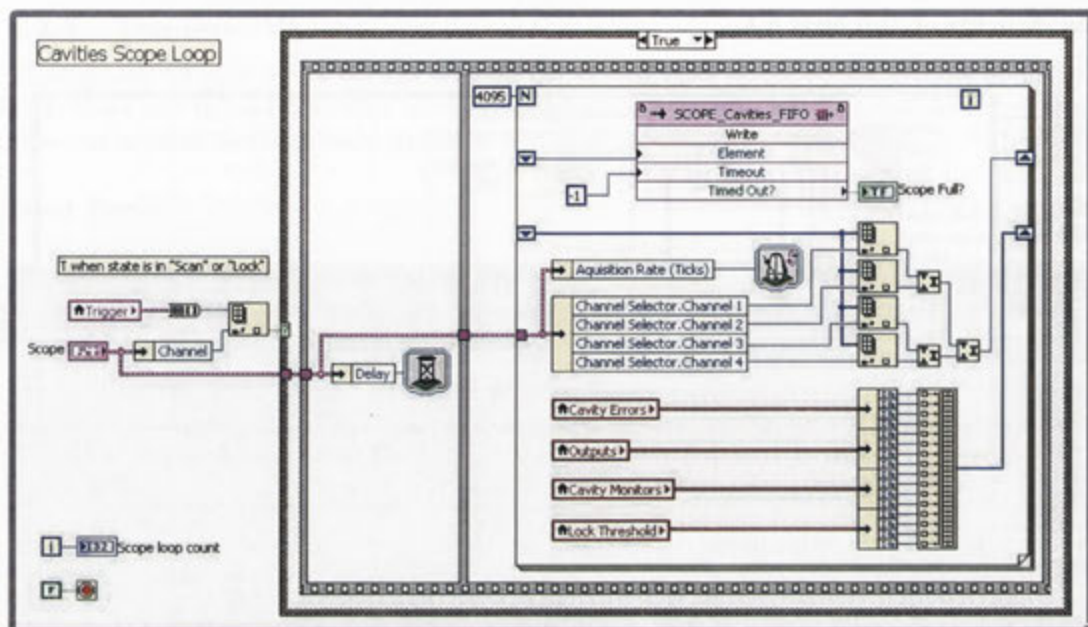 Cavities Scope Loop
True
4095
N
i
SCOPE_Cavities_FIFO
Write
Element
Timeout
-1
Timed Out?
TF
Scope Full?
T when state is in "Scan" or "Lock"
Aquisition Rate (Ticks)
Trigger
Channel Selector.Channel 1
Channel Selector.Channel 2
Channel Selector.Channel 3
Channel Selector.Channel 4
Scope
Channel
Delay
Cavity Errors
Outputs
Cavity Monitors
Lock Threshold
i
Scope loop count
F